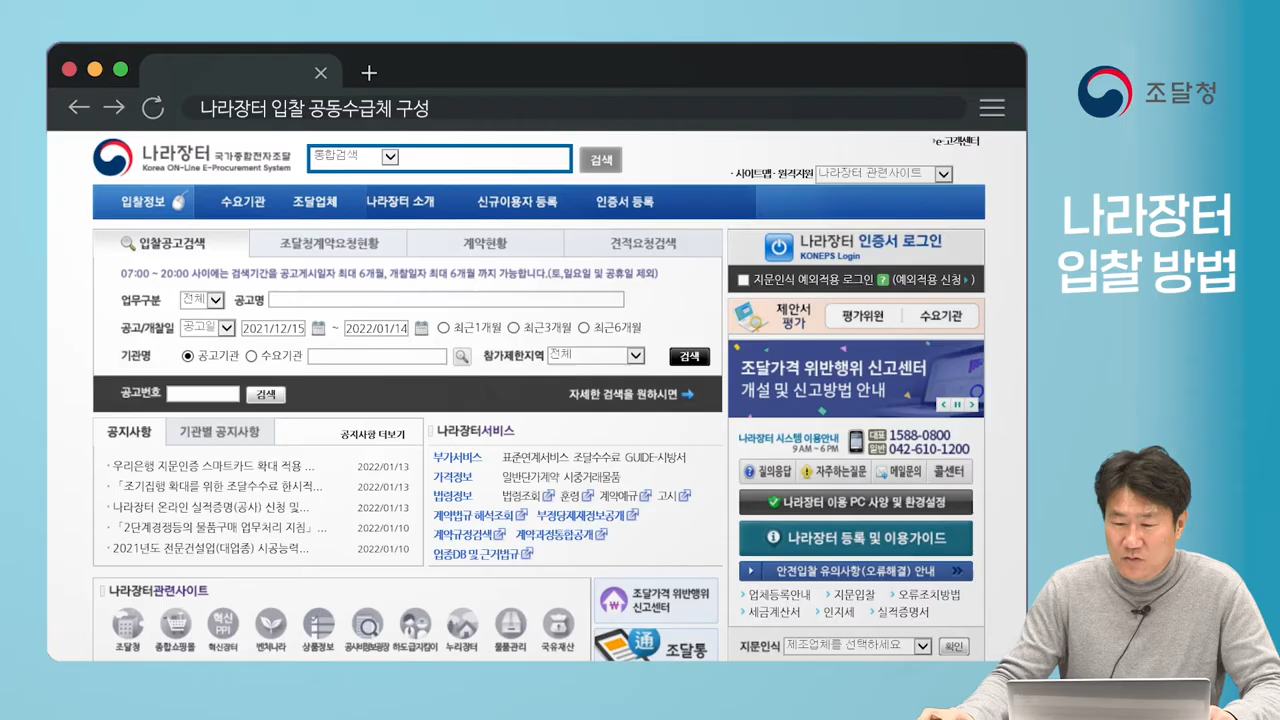 나라장터 입찰 공동수급체 구성
조달청
나라장터
입찰 방법
나라장터 국가종합전자조달
Korea ON-Line E-Procurement System
통합검색
검색
e-고객센터
· 사이트맵 · 원격지원 나라장터 관련사이트
입찰정보 수요기관 조달업체 나라장터 소개 신규이용자 등록 인증서 등록
입찰공고검색 조달청계약요청현황 계약현황 견적요청검색
07:00 ~ 20:00 사이에는 검색기간을 공고게시일자 최대 6개월, 개찰일자 최대 6개월 까지 가능합니다.(토,일요일 및 공휴일 제외)
업무구분 전체 공고명
공고/개찰일 공고일 2021/12/15 ~ 2022/01/14 최근1개월 최근3개월 최근6개월
기관명 공고기관 수요기관 참가제한지역 전체 검색
공고번호 검색 자세한 검색을 원하시면
공지사항 기관별 공지사항 공지사항 더보기
· 우리은행 지문인식 스마트카드 확대 적용 ... 2022/01/13
· 「조기집행 확대를 위한 조달수수료 한시적... 2022/01/13
· 나라장터 온라인 실적증명(공사) 신청 및... 2022/01/13
· 「2단계경쟁등의 물품구매 업무처리 지침」... 2022/01/10
· 2021년도 전문건설업(대업종) 시공능력... 2022/01/10
나라장터서비스
부가서비스 표준연계서비스 조달수수료 GUIDE-시방서
가격정보 일반단가계약 시중거래물품
법령정보 법령조회 훈령 계약예규 고시
계약법규 해석조회 부정당제재정보공개
계약규정검색 계약과정통합공개
업종DB 및 근거법규
나라장터관련사이트
조달청 종합쇼핑몰 혁신장터 벤처나라 상품정보 공사비정보광장 하도급지킴이 누리장터 물품관리 국유재산
혁신
PPI
조달가격 위반행위
신고센터
通
조달통
나라장터 인증서 로그인
KONEPS Login
지문인식 예외적용 로그인 ? (예외적용 신청 )
제안서
평가
평가위원 수요기관
조달가격 위반행위 신고센터
개설 및 신고방법 안내
나라장터 시스템 이용안내
9 AM ~ 6 PM
대표 1588-0800
일반 042-610-1200
질의응답 자주하는질문 메일문의 콜센터
나라장터 이용 PC 사양 및 환경설정
나라장터 등록 및 이용가이드
안전입찰 유의사항(오류해결) 안내
업체등록안내 지문입찰 오류조치방법
세금계산서 인지세 실적증명서
지문인식 제조업체를 선택하세요 확인